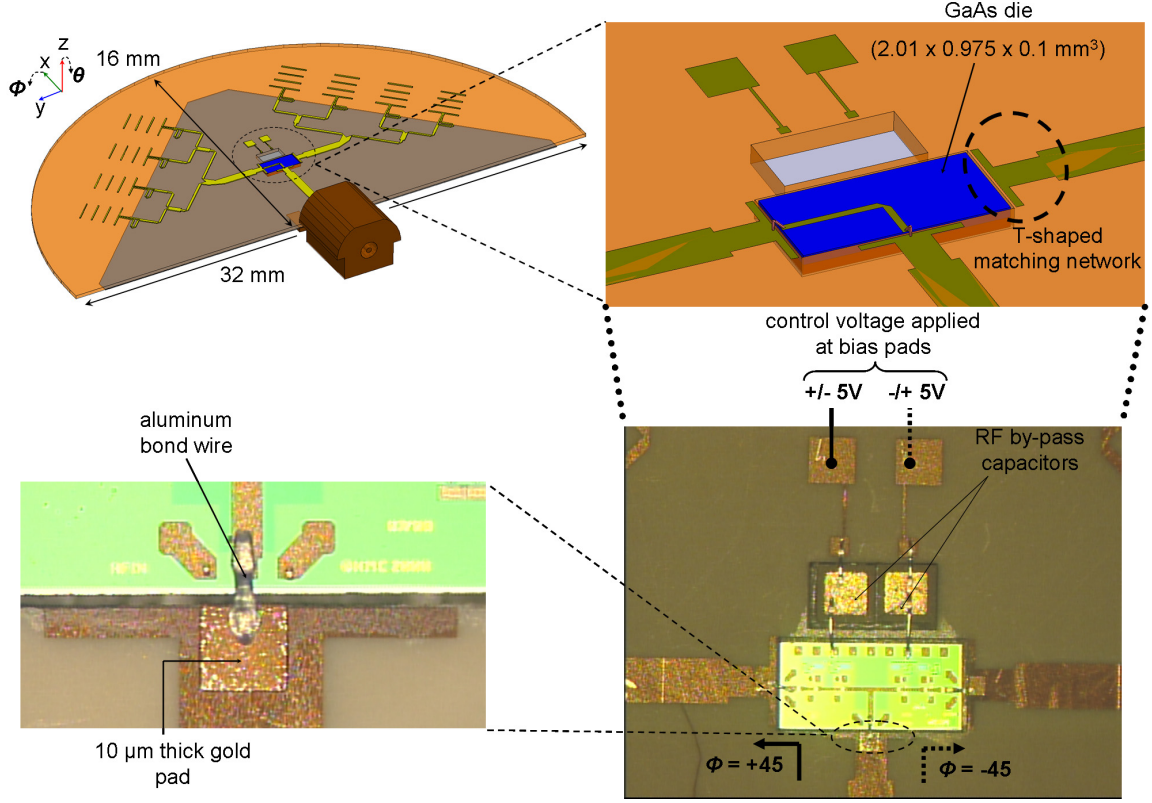 GaAs die
(2.01 x 0.975 x 0.1 mm³)
16 mm
z
x
y
Φ
θ
32 mm
T-shaped
matching network
control voltage applied
at bias pads
+/- 5V
-/+ 5V
RF by-pass
capacitors
aluminum
bond wire
10 µm thick gold
pad
Φ = +45
Φ = -45